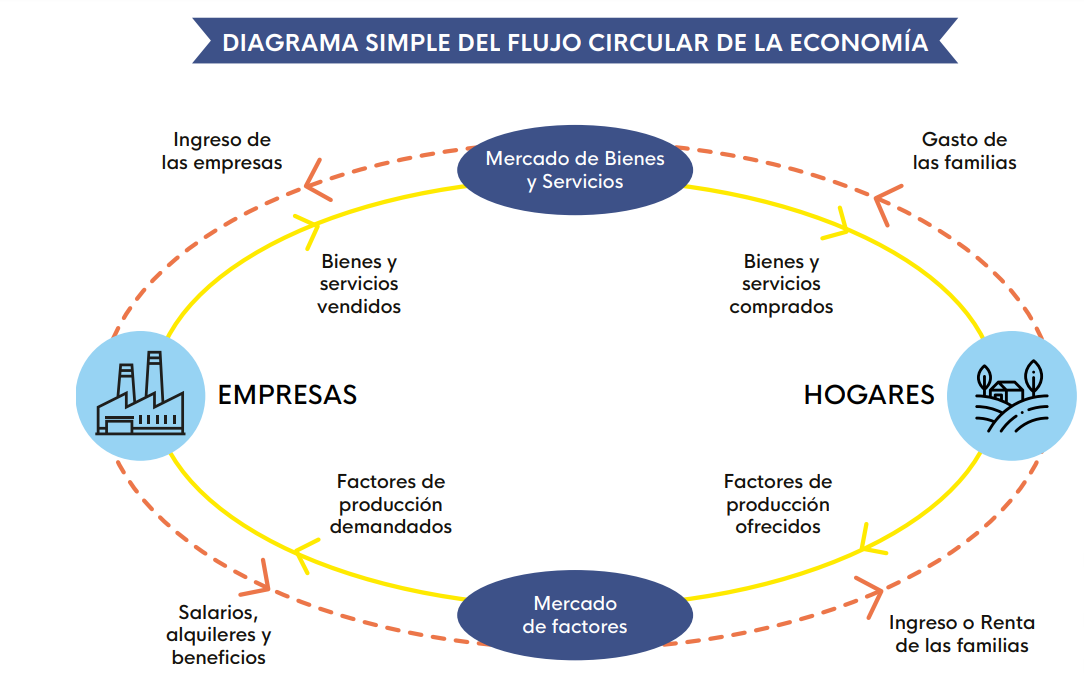 DIAGRAMA SIMPLE DEL FLUJO CIRCULAR DE LA ECONOMÍA
Ingreso de
las empresas
Mercado de Bienes
y Servicios
Gasto de
las familias
Bienes y
servicios
vendidos
Bienes y
servicios
comprados
EMPRESAS
HOGARES
Factores de
producción
demandados
Factores de
producción
ofrecidos
Salarios,
alquileres y
beneficios
Mercado
de factores
Ingreso o Renta
de las familias